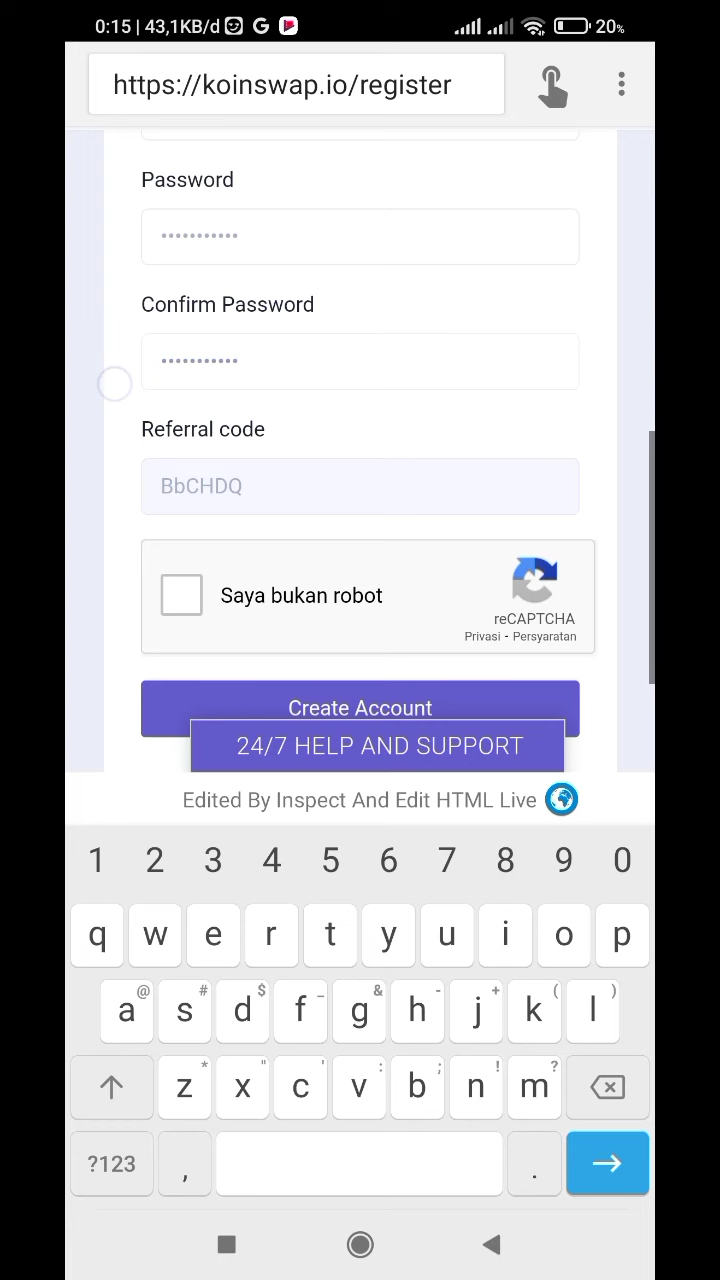 0:15 | 43,1KB/d G 20%
https://koinswap.io/register
Password
•••••••••••
Confirm Password
•••••••••••
Referral code
BbCHDQ
Saya bukan robot
reCAPTCHA
Privasi - Persyaratan
Create Account
24/7 HELP AND SUPPORT
Edited By Inspect And Edit HTML Live
1 2 3 4 5 6 7 8 9 0
q w e r t y u i o p
@ # $ _ & - + ( )
a s d f g h j k l
* " ' : ; ! ?
z x c v b n m
?123 , .